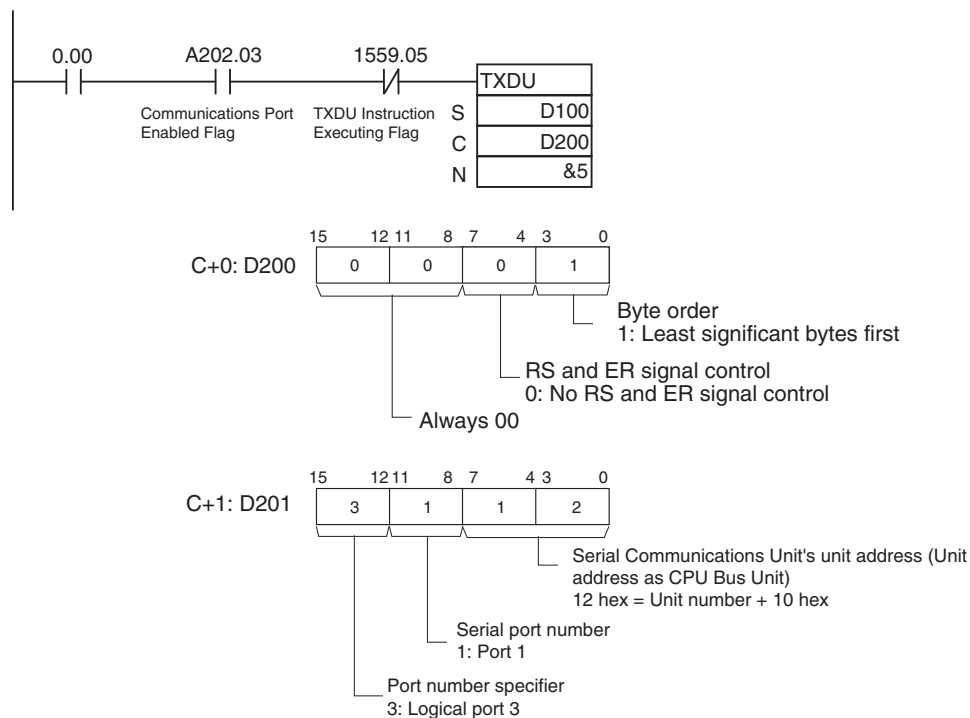 0.00 A202.03 1559.05
TXDU
Communications Port TXDU Instruction S D100
Enabled Flag Executing Flag
C D200
N &5
15 12 11 8 7 4 3 0
C+0: D200 0 0 0 1
Byte order
1: Least significant bytes first
RS and ER signal control
0: No RS and ER signal control
Always 00
15 12 11 8 7 4 3 0
C+1: D201 3 1 1 2
Serial Communications Unit's unit address (Unit
address as CPU Bus Unit)
12 hex = Unit number + 10 hex
Serial port number
1: Port 1
Port number specifier
3: Logical port 3